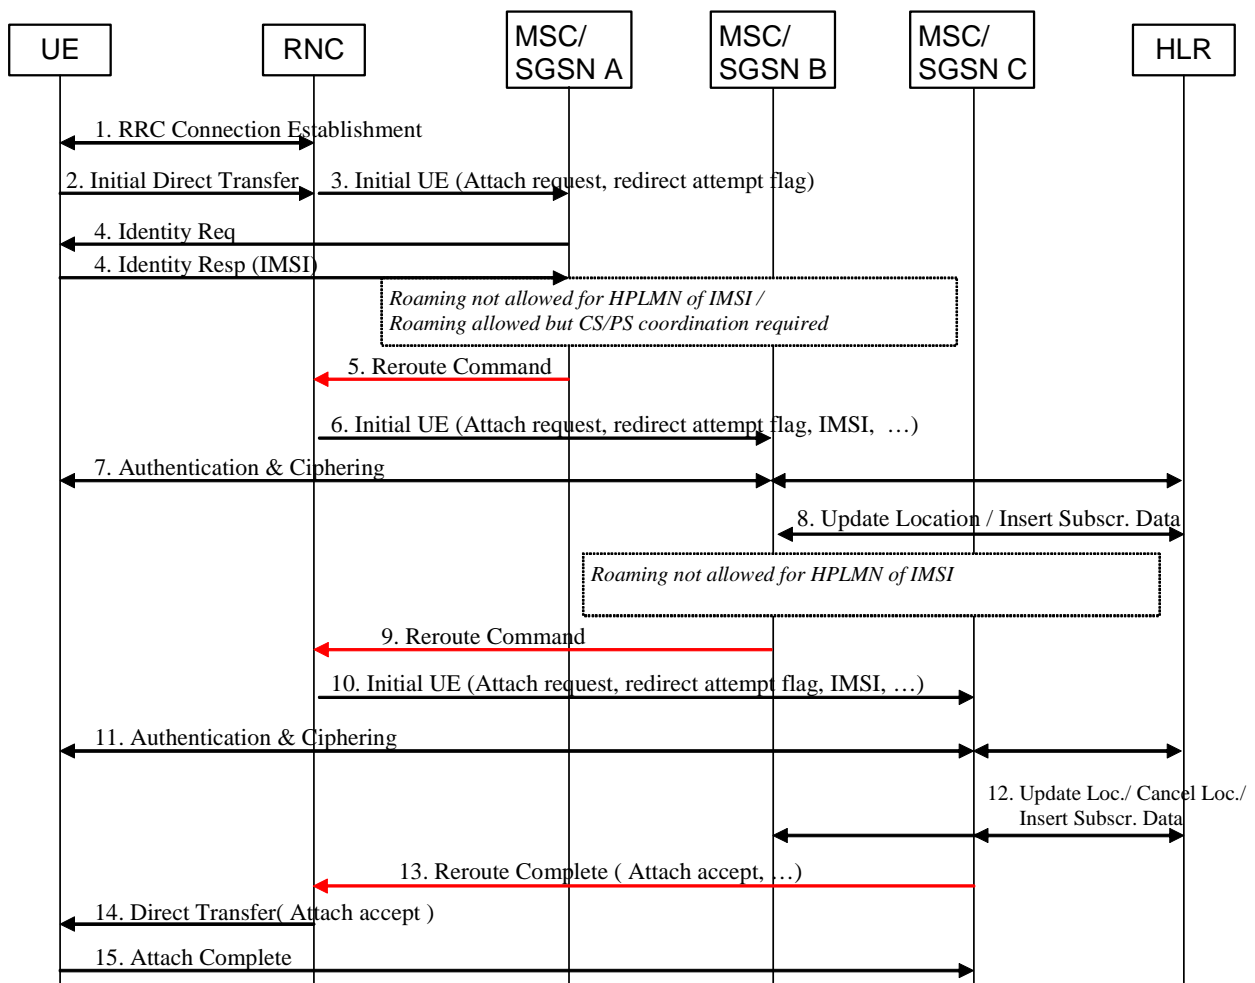 UE
RNC
MSC/
SGSN A
MSC/
SGSN B
MSC/
SGSN C
HLR
1. RRC Connection Establishment
2. Initial Direct Transfer
3. Initial UE (Attach request, redirect attempt flag)
4. Identity Req
4. Identity Resp (IMSI)
Roaming not allowed for HPLMN of IMSI /
Roaming allowed but CS/PS coordination required
5. Reroute Command
6. Initial UE (Attach request, redirect attempt flag, IMSI, …)
7. Authentication & Ciphering
8. Update Location / Insert Subscr. Data
Roaming not allowed for HPLMN of IMSI
9. Reroute Command
10. Initial UE (Attach request, redirect attempt flag, IMSI, …)
11. Authentication & Ciphering
12. Update Loc./ Cancel Loc./
Insert Subscr. Data
13. Reroute Complete ( Attach accept, …)
14. Direct Transfer( Attach accept )
15. Attach Complete